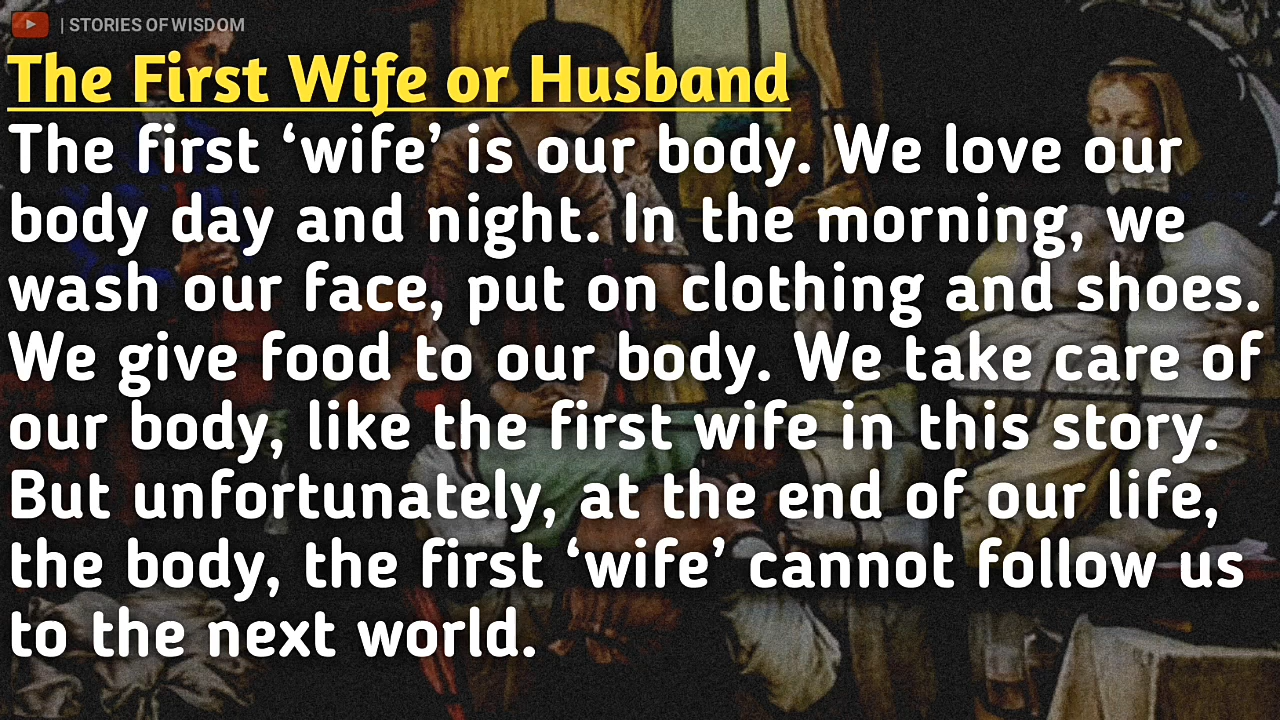 | STORIES OF WISDOM
The First Wife or Husband
The first ‘wife’ is our body. We love our
body day and night. In the morning, we
wash our face, put on clothing and shoes.
We give food to our body. We take care of
our body, like the first wife in this story.
But unfortunately, at the end of our life,
the body, the first ‘wife’ cannot follow us
to the next world.